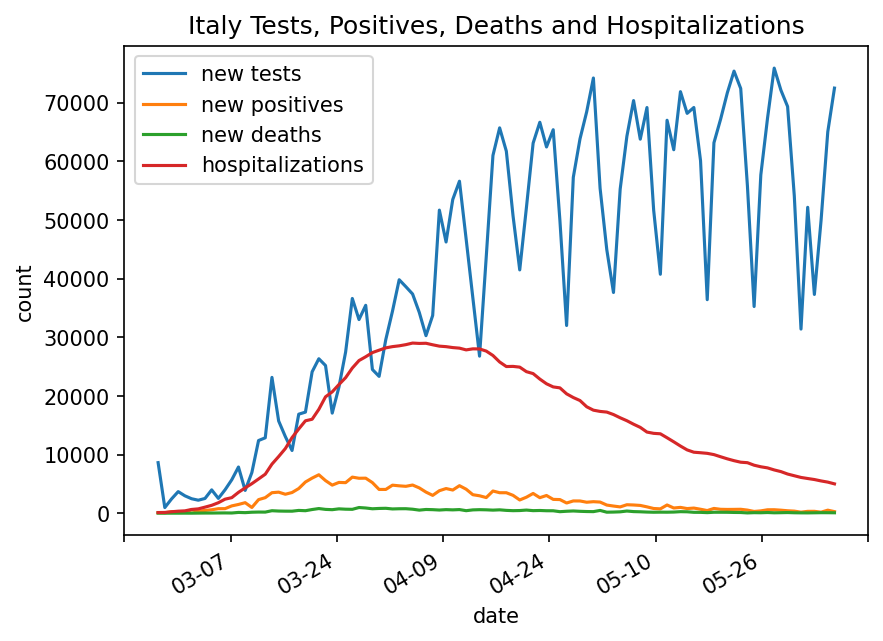 Italy Tests, Positives, Deaths and Hospitalizations
new tests
new positives
new deaths
hospitalizations
70000
60000
50000
40000
30000
20000
10000
0
count
03-07
03-24
04-09
04-24
05-10
05-26
date